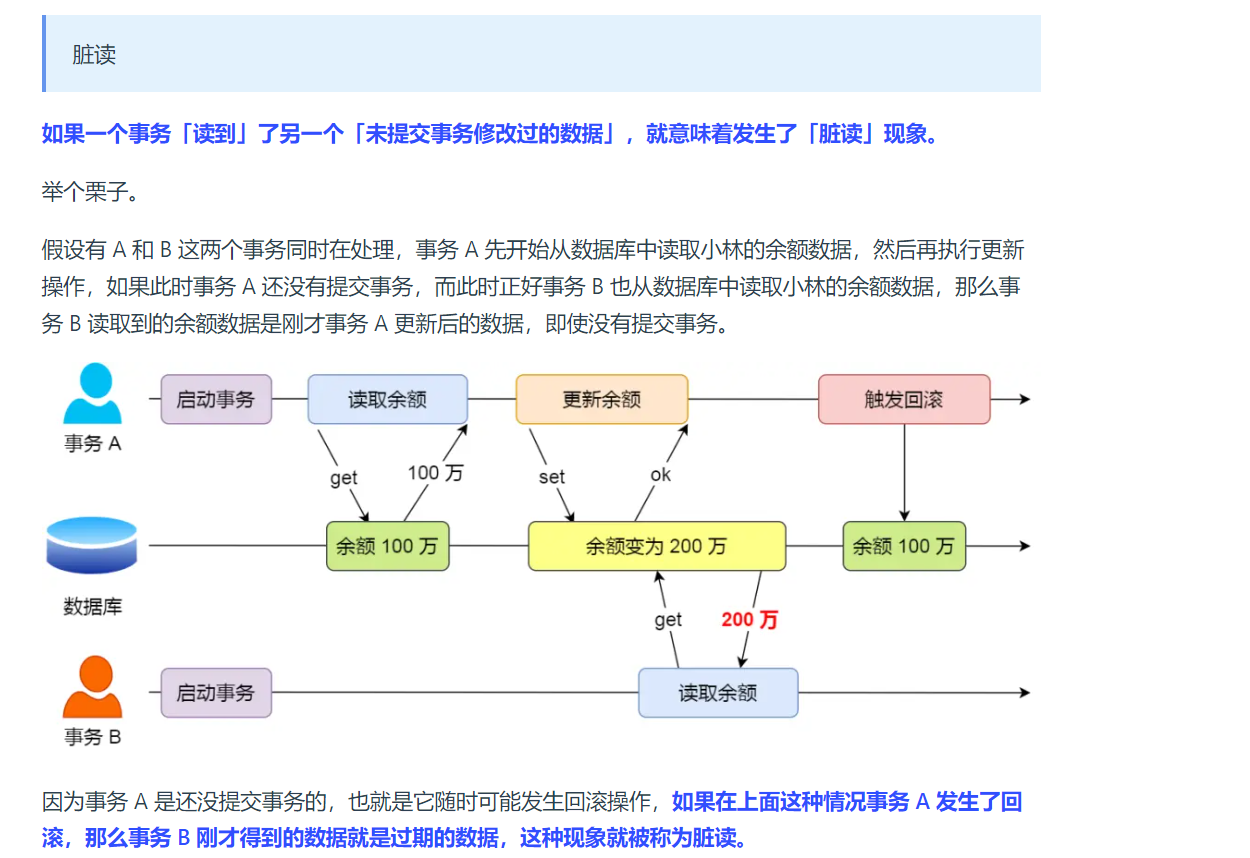 脏读
如果一个事务「读到」了另一个「未提交事务修改过的数据」，就意味着发生了「脏读」现象。
举个栗子。
假设有 A 和 B 这两个事务同时在处理，事务 A 先开始从数据库中读取小林的余额数据，然后再执行更新
操作，如果此时事务 A 还没有提交事务，而此时正好事务 B 也从数据库中读取小林的余额数据，那么事
务 B 读取到的余额数据是刚才事务 A 更新后的数据，即使没有提交事务。
启动事务 读取余额 更新余额 触发回滚
事务 A
get 100 万 set ok
余额 100 万 余额变为 200 万 余额 100 万
数据库
get 200 万
启动事务 读取余额
事务 B
因为事务 A 是还没提交事务的，也就是它随时可能发生回滚操作，如果在上面这种情况事务 A 发生了回
滚，那么事务 B 刚才得到的数据就是过期的数据，这种现象就被称为脏读。